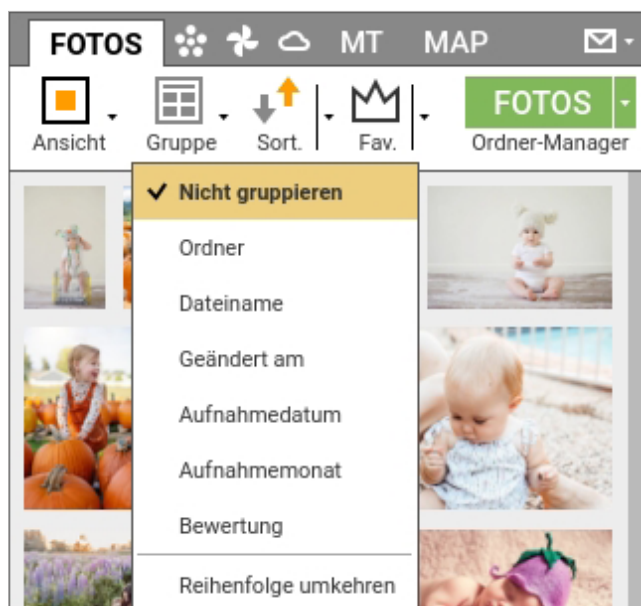 FOTOS MT MAP
FOTOS
Ansicht Gruppe Sort. Fav. Ordner-Manager
Nicht gruppieren
Ordner
Dateiname
Geändert am
Aufnahmedatum
Aufnahmemonat
Bewertung
Reihenfolge umkehren